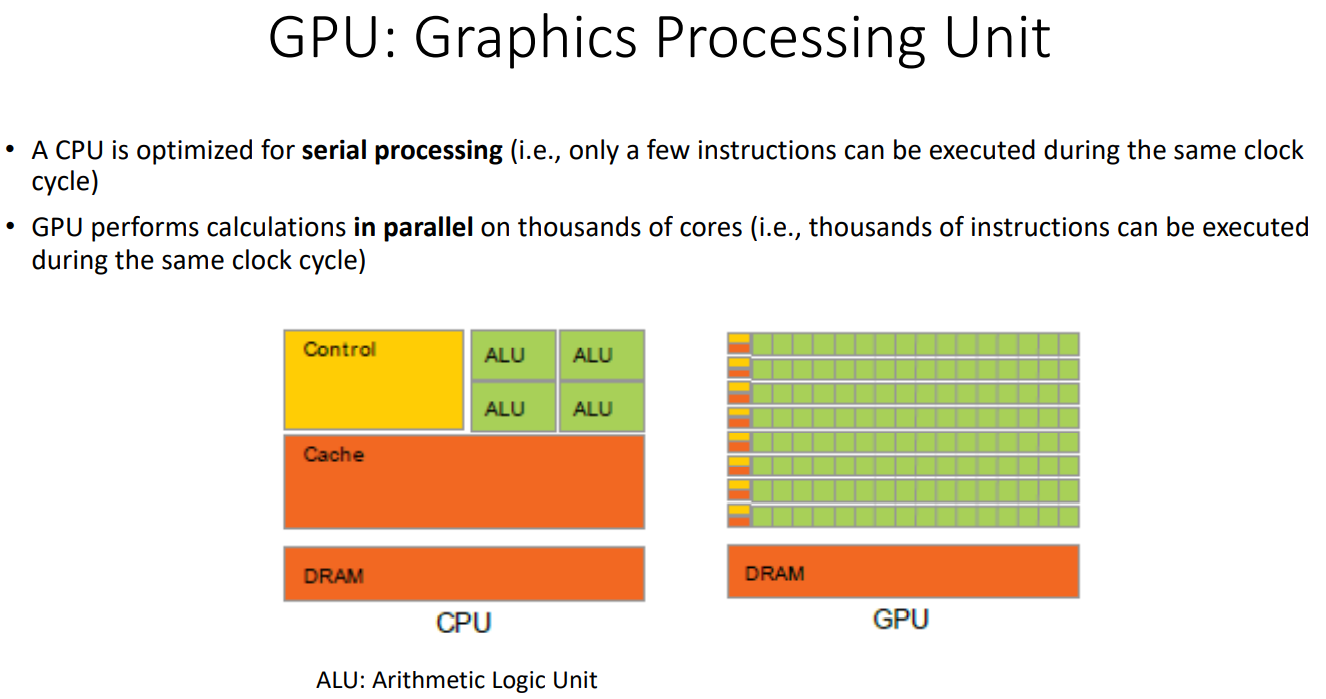 GPU: Graphics Processing Unit
• A CPU is optimized for serial processing (i.e., only a few instructions can be executed during the same clock
cycle)
• GPU performs calculations in parallel on thousands of cores (i.e., thousands of instructions can be executed
during the same clock cycle)
Control
ALU
ALU
ALU
ALU
Cache
DRAM
CPU
DRAM
GPU
ALU: Arithmetic Logic Unit